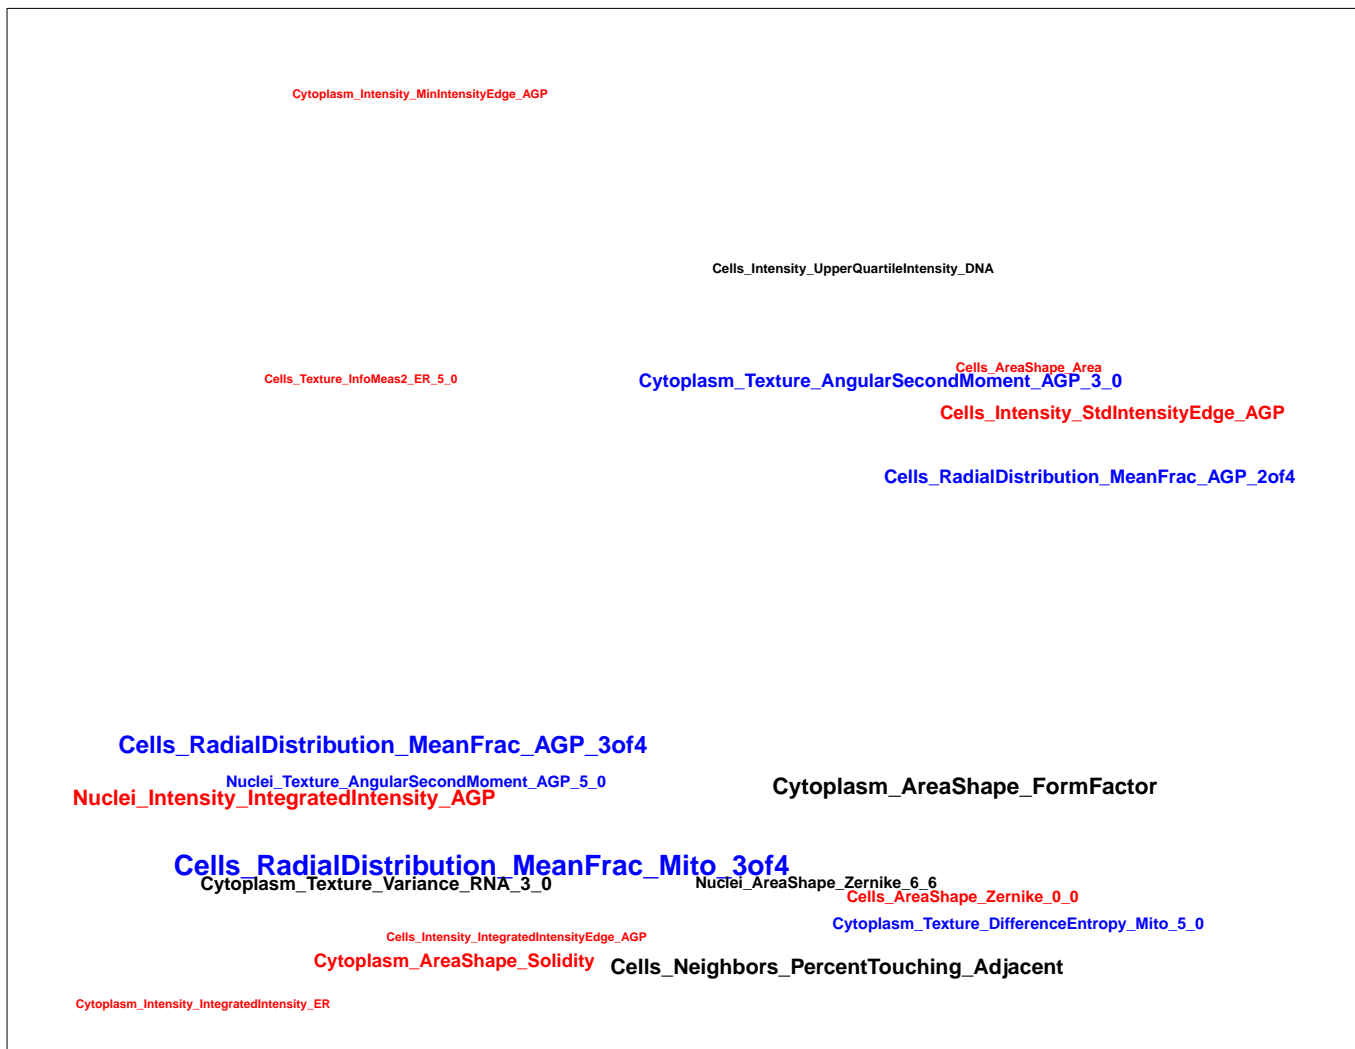 Cytoplasm_Intensity_MinIntensityEdge_AGP
Cells_Intensity_UpperQuartileIntensity_DNA
Cells_AreaShape_Area
Cells_Texture_InfoMeas2_ER_5_0
Cytoplasm_Texture_AngularSecondMoment_AGP_3_0
Cells_Intensity_StdIntensityEdge_AGP
Cells_RadialDistribution_MeanFrac_AGP_2of4
Cells_RadialDistribution_MeanFrac_AGP_3of4
Nuclei_Texture_AngularSecondMoment_AGP_5_0
Cytoplasm_AreaShape_FormFactor
Nuclei_Intensity_IntegratedIntensity_AGP
Cells_RadialDistribution_MeanFrac_Mito_3of4
Cytoplasm_Texture_Variance_RNA_3_0
Nuclei_AreaShape_Zernike_6_6
Cells_AreaShape_Zernike_0_0
Cytoplasm_Texture_DifferenceEntropy_Mito_5_0
Cells_Intensity_IntegratedIntensityEdge_AGP
Cytoplasm_AreaShape_Solidity
Cells_Neighbors_PercentTouching_Adjacent
Cytoplasm_Intensity_IntegratedIntensity_ER